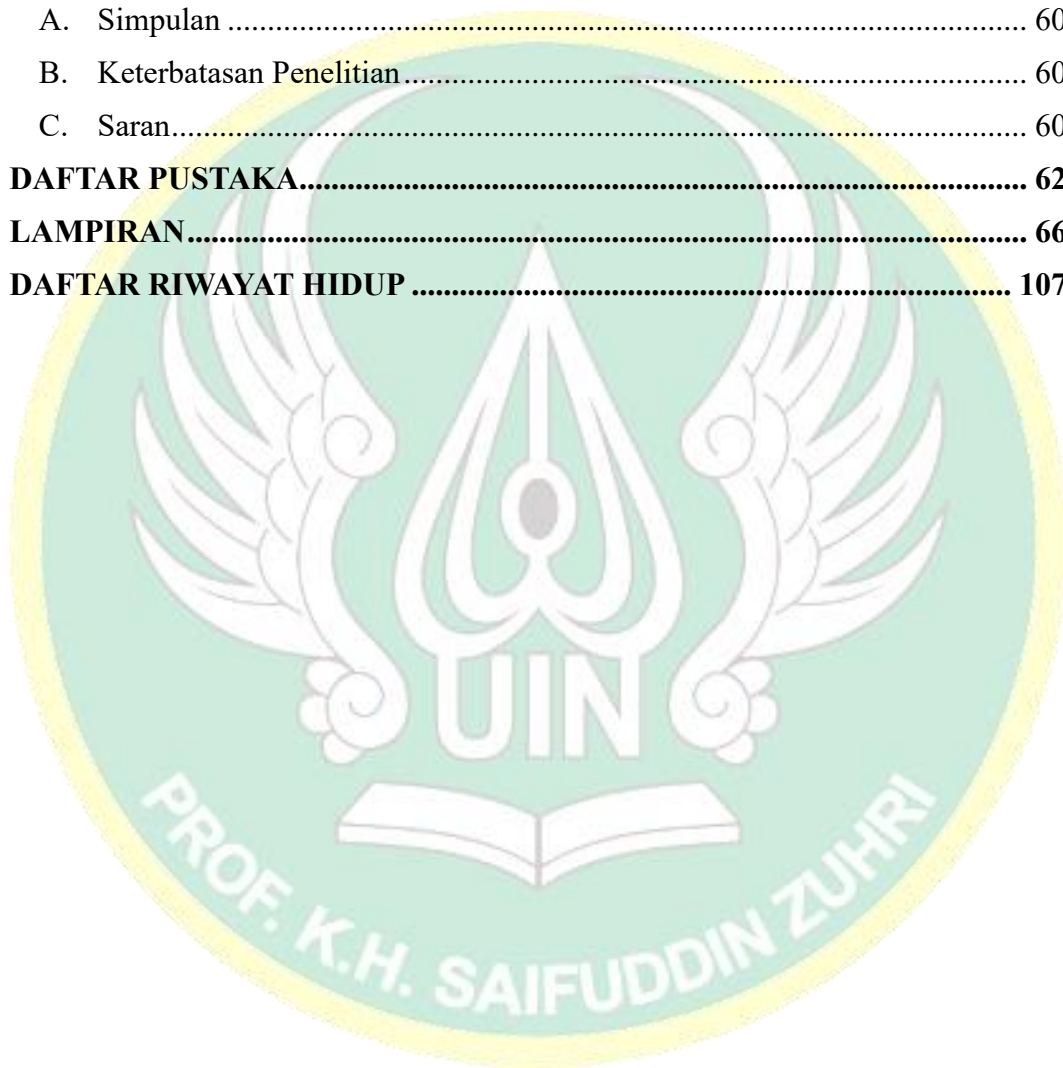 A. Simpulan ........................................................................................................ 60
B. Keterbatasan Penelitian ................................................................................ 60
C. Saran ............................................................................................................. 60
DAFTAR PUSTAKA ............................................................................................ 62
LAMPIRAN .......................................................................................................... 66
DAFTAR RIWAYAT HIDUP ............................................................................. 107
UIN
PROF. K.H. SAIFUDDIN ZUHRI